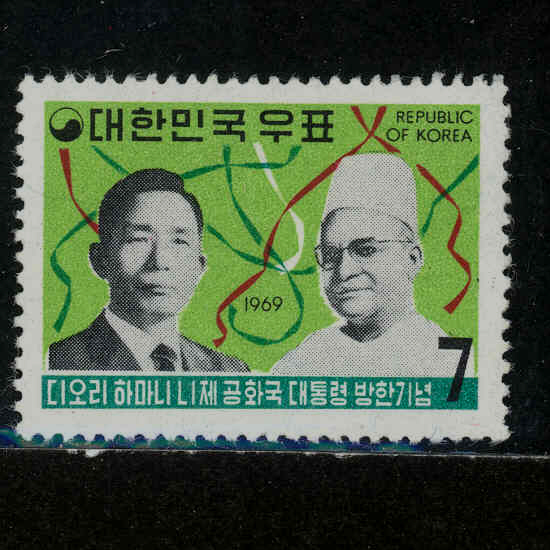 대한민국우표
REPUBLIC
OF KOREA
1969
7
디오리 하마니 니제 공화국 대통령 방한기념